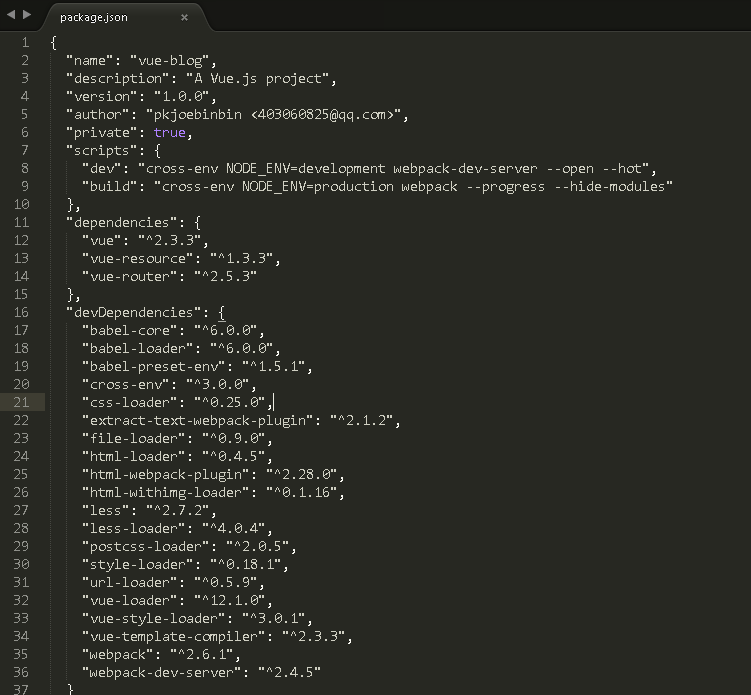 package.json ×
1 {
2 "name": "vue-blog",
3 "description": "A Vue.js project",
4 "version": "1.0.0",
5 "author": "pkjoebinbin <403060825@qq.com>",
6 "private": true,
7 "scripts": {
8 "dev": "cross-env NODE_ENV=development webpack-dev-server --open --hot",
9 "build": "cross-env NODE_ENV=production webpack --progress --hide-modules"
10 },
11 "dependencies": {
12 "vue": "^2.3.3",
13 "vue-resource": "^1.3.3",
14 "vue-router": "^2.5.3"
15 },
16 "devDependencies": {
17 "babel-core": "^6.0.0",
18 "babel-loader": "^6.0.0",
19 "babel-preset-env": "^1.5.1",
20 "cross-env": "^3.0.0",
21 "css-loader": "^0.25.0",
22 "extract-text-webpack-plugin": "^2.1.2",
23 "file-loader": "^0.9.0",
24 "html-loader": "^0.4.5",
25 "html-webpack-plugin": "^2.28.0",
26 "html-withimg-loader": "^0.1.16",
27 "less": "^2.7.2",
28 "less-loader": "^4.0.4",
29 "postcss-loader": "^2.0.5",
30 "style-loader": "^0.18.1",
31 "url-loader": "^0.5.9",
32 "vue-loader": "^12.1.0",
33 "vue-style-loader": "^3.0.1",
34 "vue-template-compiler": "^2.3.3",
35 "webpack": "^2.6.1",
36 "webpack-dev-server": "^2.4.5"
37 }